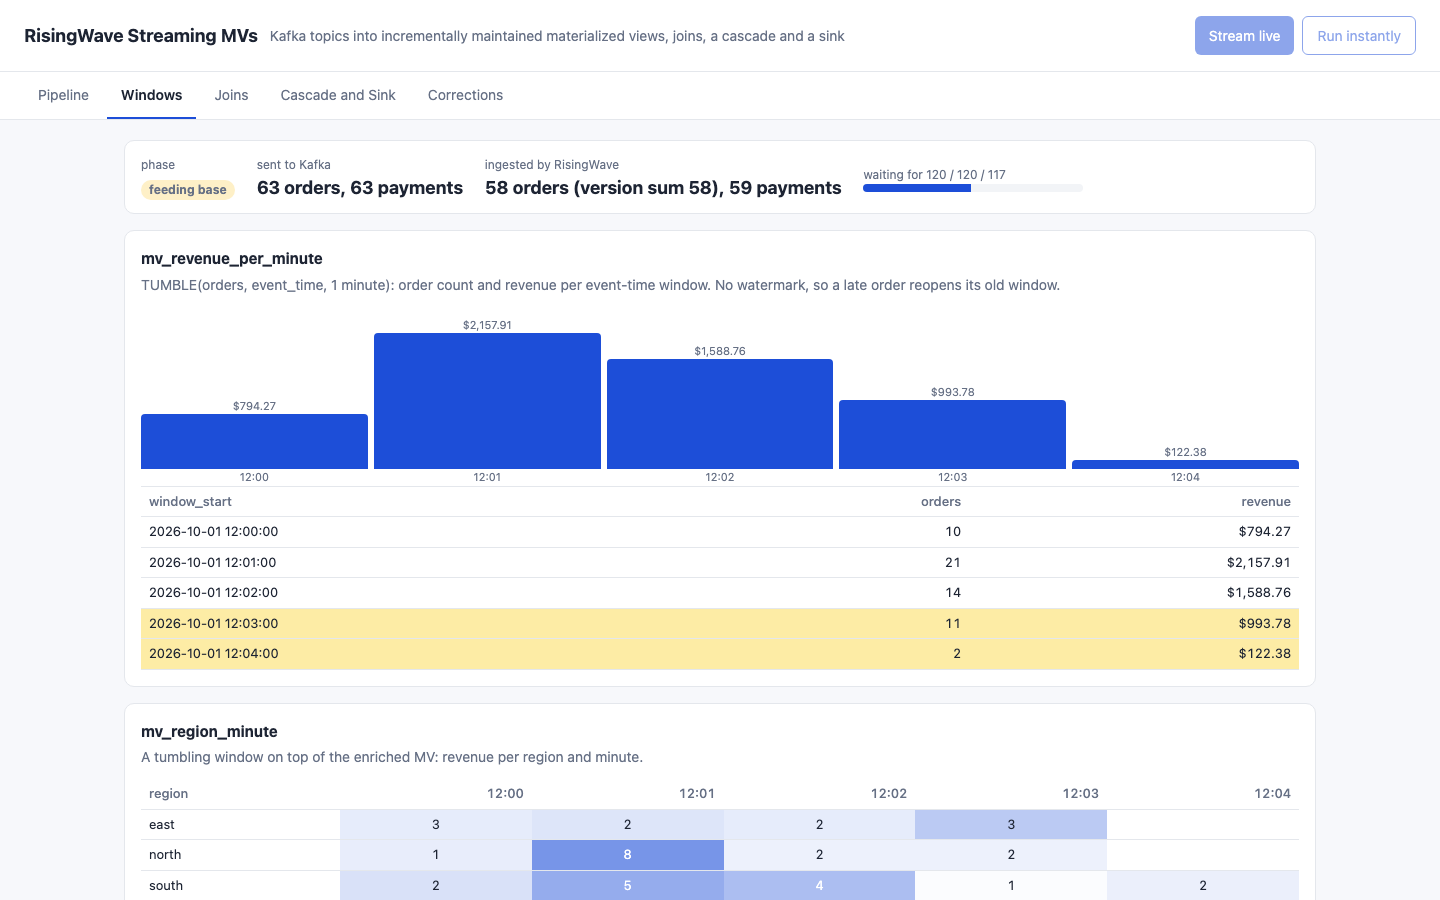 RisingWave Streaming MVs Kafka topics into incrementally maintained materialized views, joins, a cascade and a sink Stream live Run instantly
Pipeline Windows Joins Cascade and Sink Corrections
phase sent to Kafka ingested by RisingWave
waiting for 120 / 120 / 117
feeding base 63 orders, 63 payments 58 orders (version sum 58), 59 payments
mv_revenue_per_minute
TUMBLE(orders, event_time, 1 minute): order count and revenue per event-time window. No watermark, so a late order reopens its old window.
$794.27 $2,157.91 $1,588.76 $993.78 $122.38
12:00 12:01 12:02 12:03 12:04
window_start orders revenue
2026-10-01 12:00:00 10 $794.27
2026-10-01 12:01:00 21 $2,157.91
2026-10-01 12:02:00 14 $1,588.76
2026-10-01 12:03:00 11 $993.78
2026-10-01 12:04:00 2 $122.38
mv_region_minute
A tumbling window on top of the enriched MV: revenue per region and minute.
region 12:00 12:01 12:02 12:03 12:04
east 3 2 2 3
north 1 8 2 2
south 2 5 4 1 2